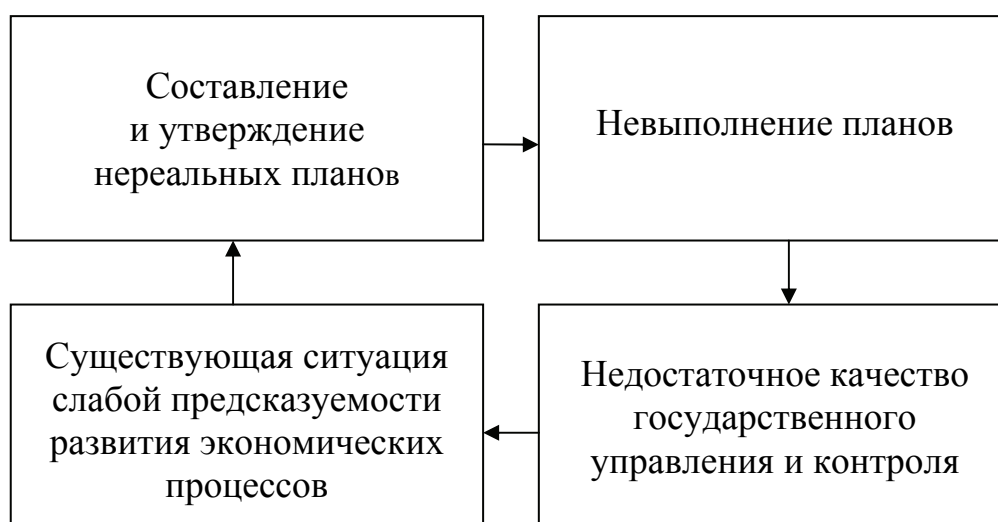 Составление
и утверждение
нереальных планов
Невыполнение планов
Существующая ситуация
слабой предсказуемости
развития экономических
процессов
Недостаточное качество
государственного
управления и контроля